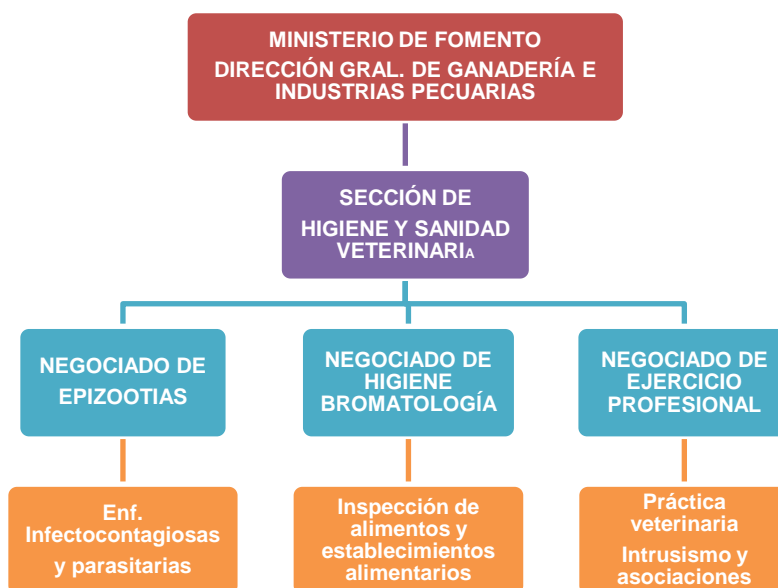 MINISTERIO DE FOMENTO
DIRECCIÓN GRAL. DE GANADERÍA E
INDUSTRIAS PECUARIAS
SECCIÓN DE
HIGIENE Y SANIDAD
VETERINARIA
NEGOCIADO DE
EPIZOOTIAS
NEGOCIADO DE
HIGIENE
BROMATOLOGÍA
NEGOCIADO DE
EJERCICIO
PROFESIONAL
Enf.
Infectocontagiosas
y parasitarias
Inspección de
alimentos y
establecimientos
alimentarios
Práctica
veterinaria
Intrusismo y
asociaciones